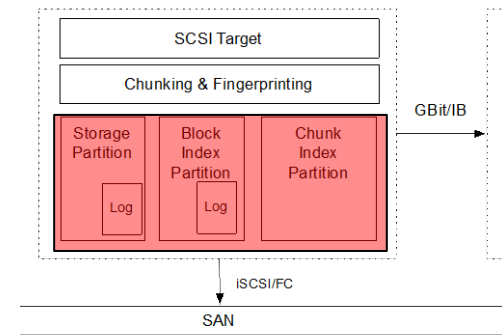 SCSI Target
Chunking & Fingerprinting
GBit/IB
Storage
Partition
Log
Block
Index
Partition
Log
Chunk
Index
Partition
iSCSI/FC
SAN